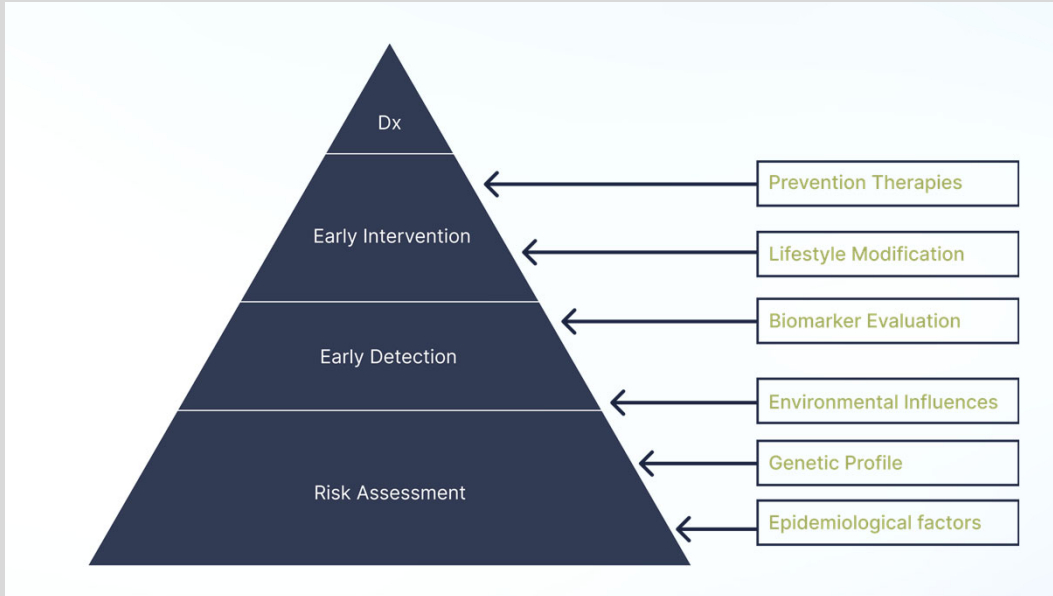 Dx
Prevention Therapies
Early Intervention
Lifestyle Modification
Biomarker Evaluation
Early Detection
Environmental Influences
Genetic Profile
Risk Assessment
Epidemiological factors